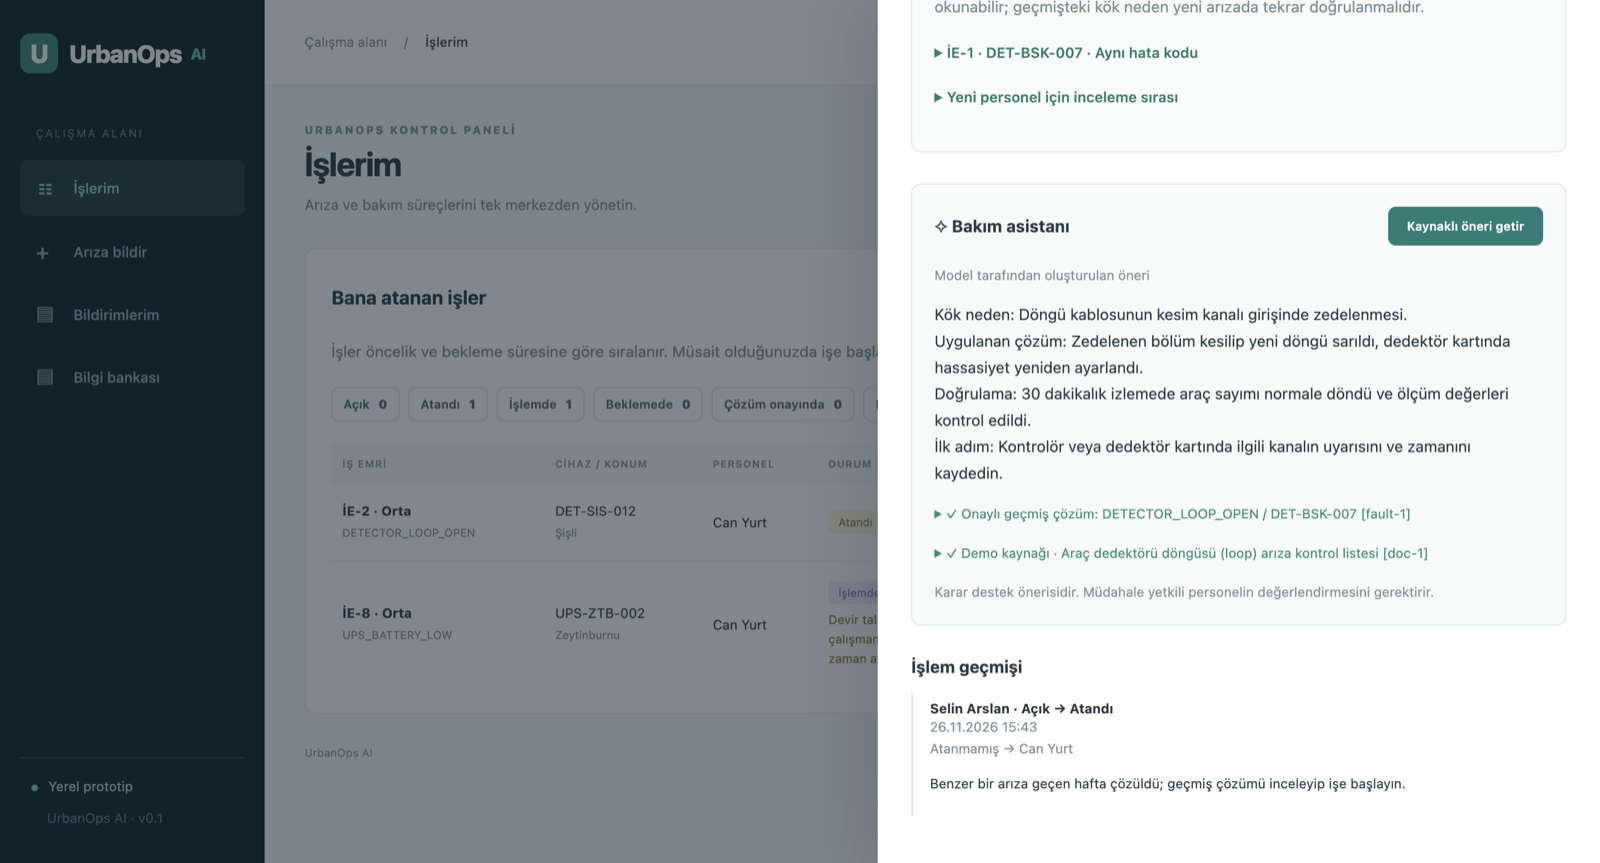 U UrbanOps AI
ÇALIŞMA ALANI
İşlerim
Arıza bildir
Bildirimlerim
Bilgi bankası
Yerel prototip
UrbanOps AI · v0.1
Çalışma alanı / İşlerim
URBANOPS KONTROL PANELİ
İşlerim
Arıza ve bakım süreçlerini tek merkezden yönetin.
Bana atanan işler
İşler öncelik ve bekleme süresine göre sıralanır. Müsait olduğunuzda işe
Açık 0 Atandı 1 İşlemde 1 Beklemede 0 Çözüm onayında 0
İŞ EMRİ CİHAZ / KONUM PERSONEL DURUM
İE-2 · Orta DET-SIS-012 Can Yurt Atandı
DETECTOR_LOOP_OPEN Şişli
İE-8 · Orta UPS-ZTB-002 Can Yurt İşlemde
UPS_BATTERY_LOW Zeytinburnu
Devir
zaman
UrbanOps AI
okunabilir; geçmişteki kök neden yeni arızada tekrar doğrulanmalıdır.
▶ İE-1 · DET-BSK-007 · Aynı hata kodu
▶ Yeni personel için inceleme sırası
✧ Bakım asistanı
Kaynaklı öneri getir
Model tarafından oluşturulan öneri
Kök neden: Döngü kablosunun kesim kanalı girişinde zedelenmesi.
Uygulanan çözüm: Zedelenen bölüm kesilip yeni döngü sarıldı, dedektör kartında
hassasiyet yeniden ayarlandı.
Doğrulama: 30 dakikalık izlemede araç sayımı normale döndü ve ölçüm değerleri
kontrol edildi.
İlk adım: Kontrolör veya dedektör kartında ilgili kanalın uyarısını ve zamanını
kaydedin.
▶ ✓ Onaylı geçmiş çözüm: DETECTOR_LOOP_OPEN / DET-BSK-007 [fault-1]
▶ ✓ Demo kaynağı · Araç dedektörü döngüsü (loop) arıza kontrol listesi [doc-1]
Karar destek önerisidir. Müdahale yetkili personelin değerlendirmesini gerektirir.
İşlem geçmişi
Selin Arslan · Açık → Atandı
26.11.2026 15:43
Atanmamış → Can Yurt
Benzer bir arıza geçen hafta çözüldü; geçmiş çözümü inceleyip işe başlayın.